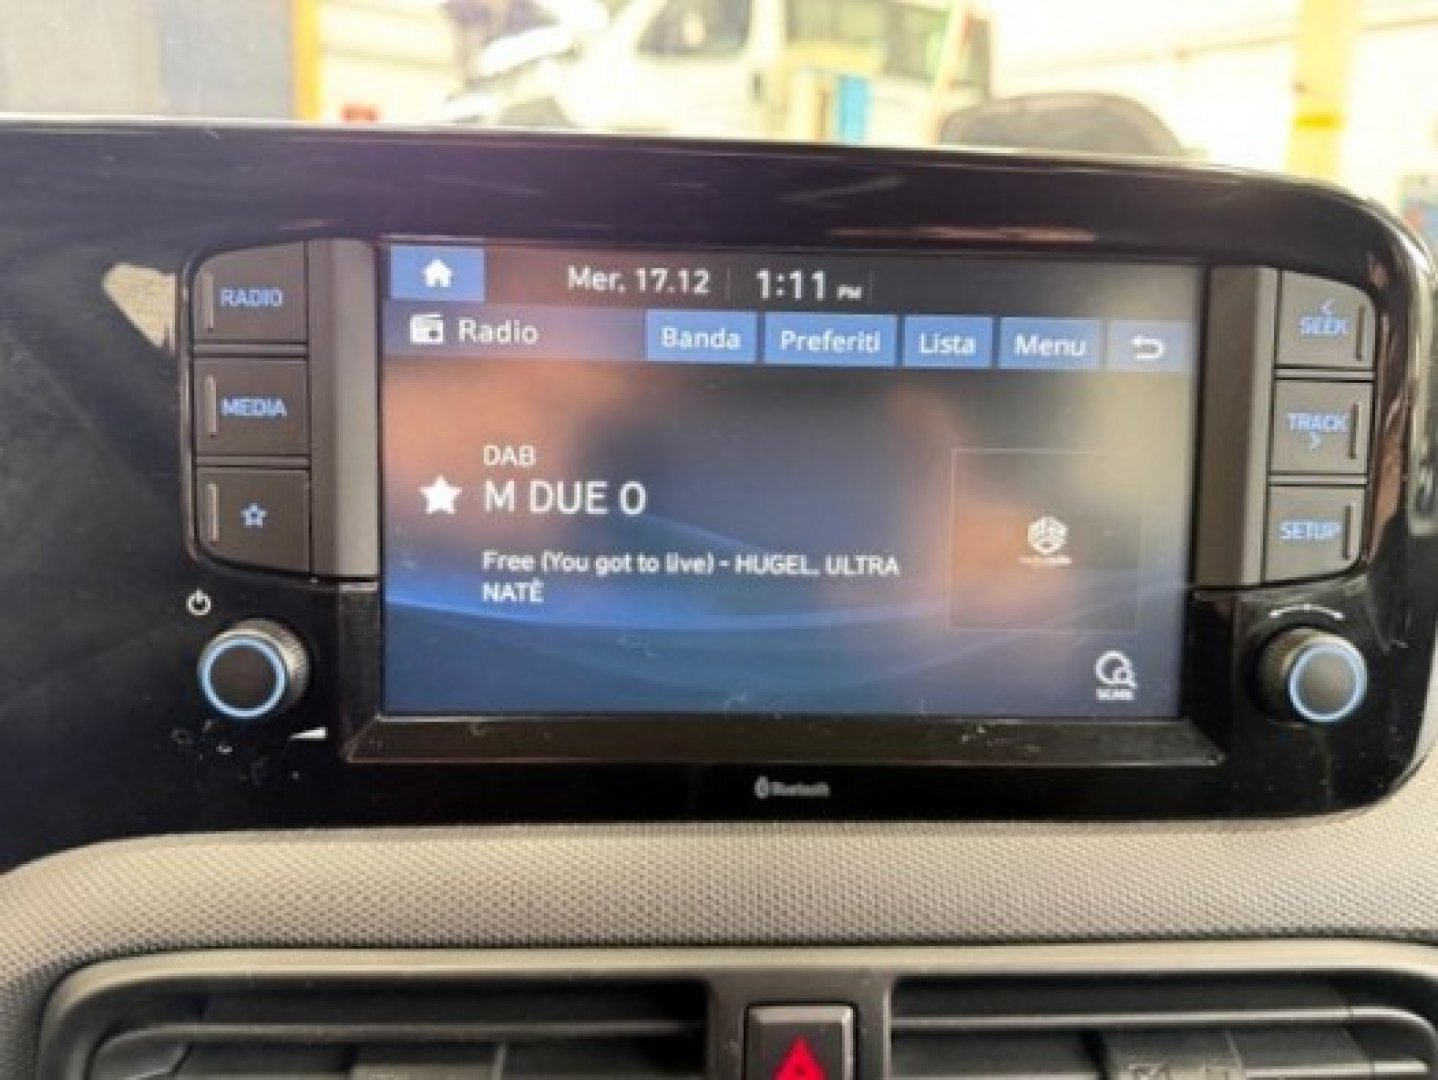 Mer. 17.12 1:11 PM
RADIO
Radio Banda Preferiti Lista Menu
< SEEK
MEDIA
TRACK >
DAB
M DUE O
SETUP
Free (You got to live) - HUGEL, ULTRA
NATÉ
SCAN
Bluetooth